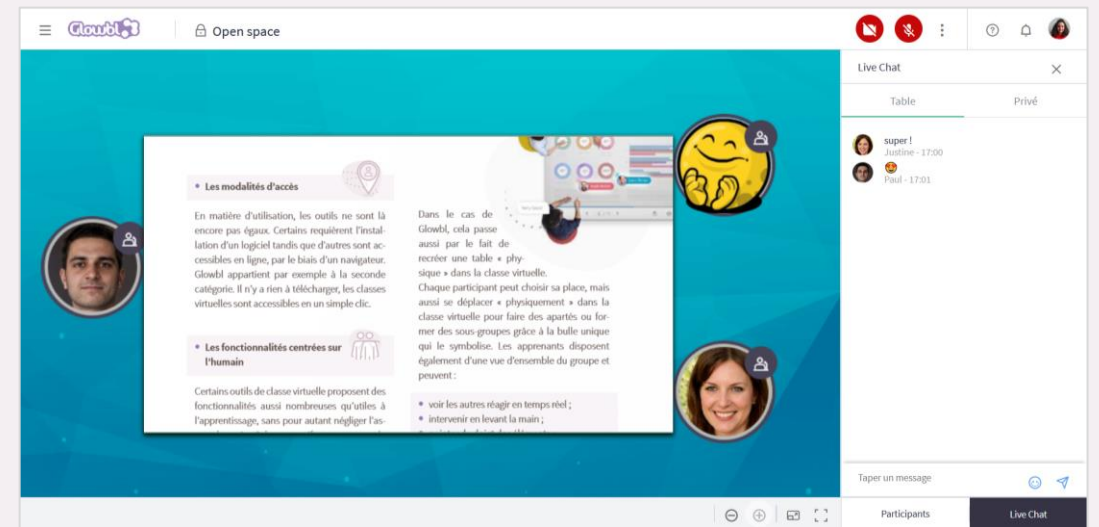 Glowbl
Open space
Les modalités d'accès
En matière d'utilisation, les outils ne sont là
encore pas égaux. Certains requièrent l'instal-
lation d'un logiciel tandis que d'autres sont ac-
cessibles en ligne, par le biais d'un navigateur.
Glowbl appartient par exemple à la seconde
catégorie. Il n'y a rien à télécharger, les classes
virtuelles sont accessibles en un simple clic.
Les fonctionnalités centrées sur
l'humain
Certains outils de classe virtuelle proposent des
fonctionnalités aussi nombreuses qu'utiles à
l'apprentissage, sans pour autant négliger l'as-
Dans le cas de
Glowbl, cela passe
aussi par le fait de
recréer une table « phy-
sique » dans la classe virtuelle.
Chaque participant peut choisir sa place, mais
aussi se déplacer « physiquement » dans la
classe virtuelle pour faire des apartés ou for-
mer des sous-groupes grâce à la bulle unique
qui le symbolise. Les apprenants disposent
également d'une vue d'ensemble du groupe et
peuvent :
voir les autres réagir en temps réel ;
intervenir en levant la main ;
Live Chat
Table
Privé
super !
Justine - 17:00
Paul - 17:01
Taper un message
Participants
Live Chat